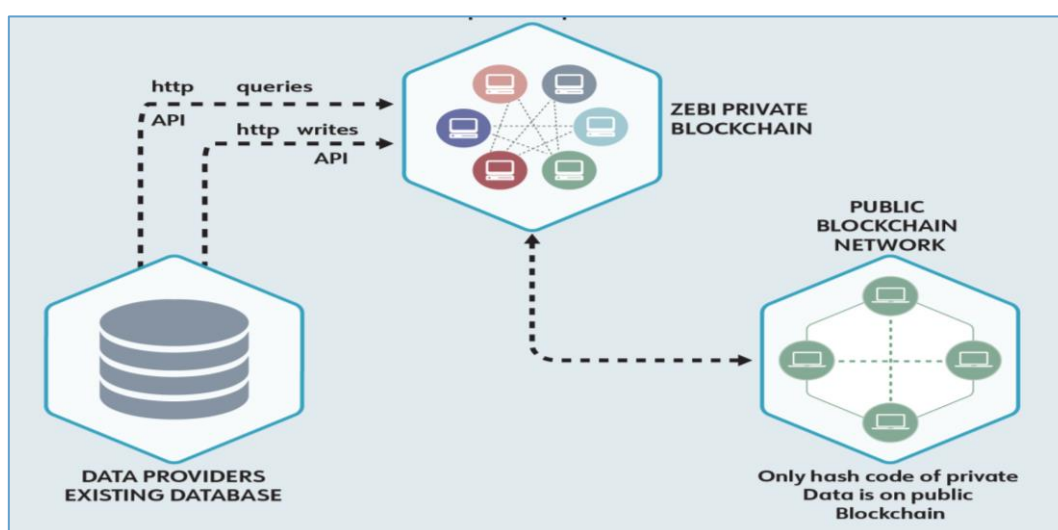 http queries
API
http writes
API
ZEBI PRIVATE
BLOCKCHAIN
PUBLIC
BLOCKCHAIN
NETWORK
DATA PROVIDERS
EXISTING DATABASE
Only hash code of private
Data is on public
Blockchain